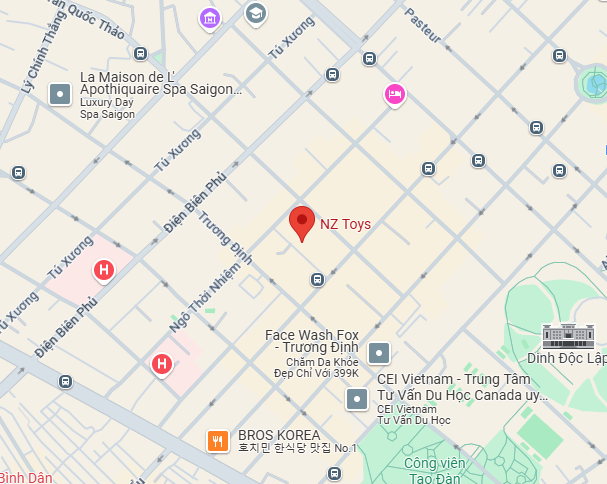 ần Quốc Thảo
Lý Chính Thắng
Tú Xương
Pasteur
La Maison de L'
Apothiquaire Spa Saigon...
Luxury Day
Spa Saigon
Tú Xương
Điện Biên Phủ
Trương Định
NZ Toys
Tú Xương
H
Ngô Thời Nhiệm
Tú Xương
Điện Biên Phủ
Face Wash Fox
- Trương Định
Chăm Da Khỏe
Đẹp Chỉ Với 399K
Dinh Độc Lập
H
CEI Vietnam - Trung Tâm
Tư Vấn Du Học Canada uy...
CEI Vietnam
Tư Vấn Du Học
BROS KOREA
호치민 한식당 맛집 No.1
Bình Dân
Công viên
Tao Đàn